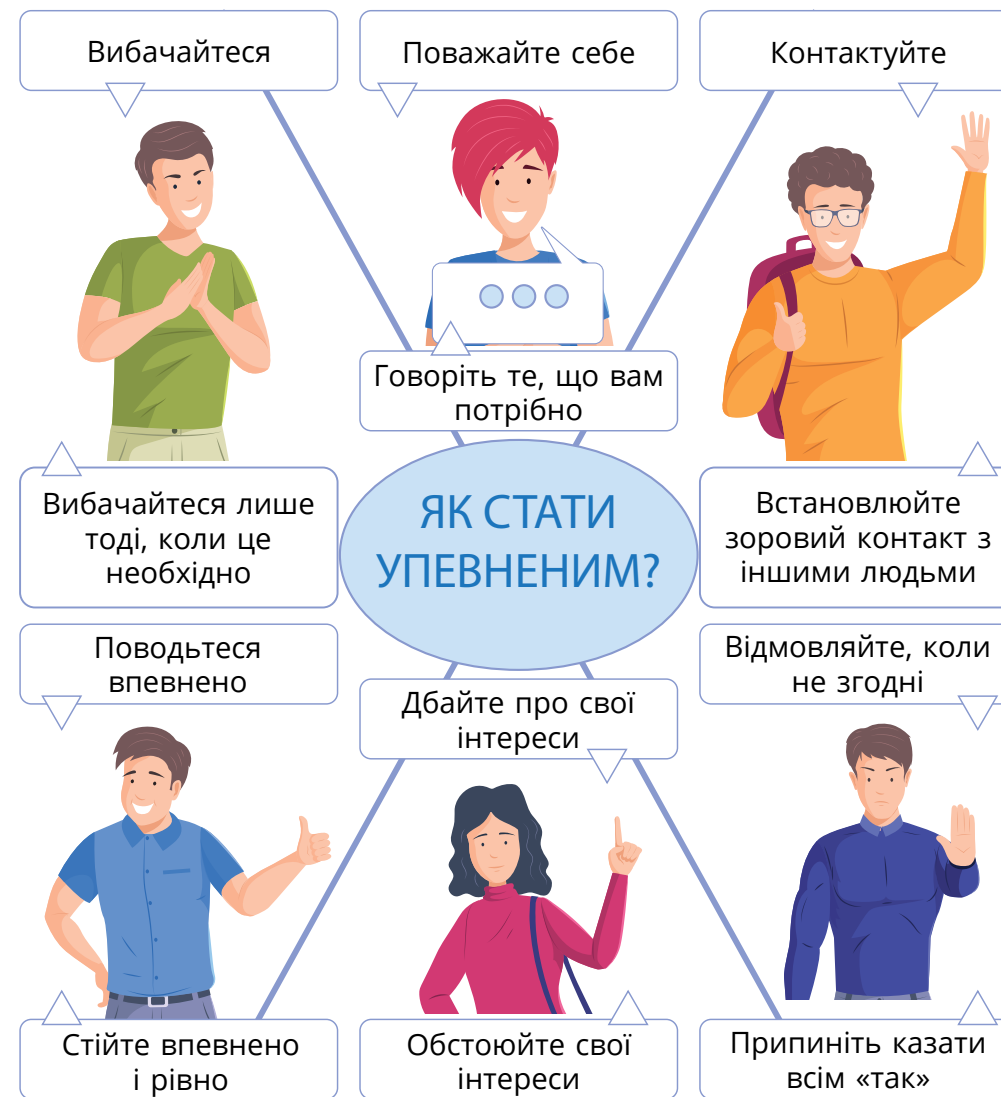 Вибачайтеся
Поважайте себе
Контактуйте
Говоріть те, що вам
потрібно
Вибачайтеся лише
тоді, коли це
необхідно
ЯК СТАТИ
УПЕВНЕНИМ?
Встановлюйте
зоровий контакт з
іншими людьми
Поводьтеся
впевнено
Дбайте про свої
інтереси
Відмовляйте, коли
не згодні
Стійте впевнено
і рівно
Обстоюйте свої
інтереси
Припиніть казати
всім «так»